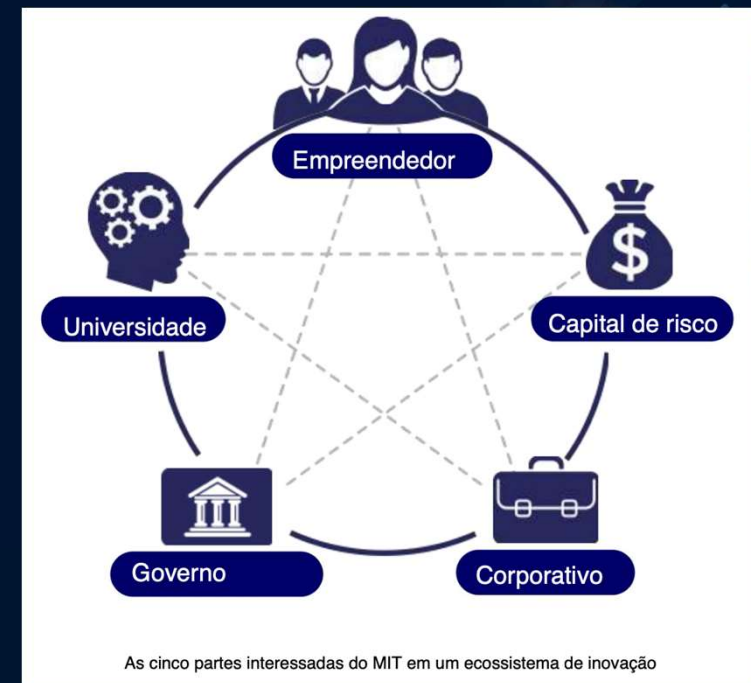 Empreendedor
Universidade
Capital de risco
Governo
Corporativo
As cinco partes interessadas do MIT em um ecossistema de inovação